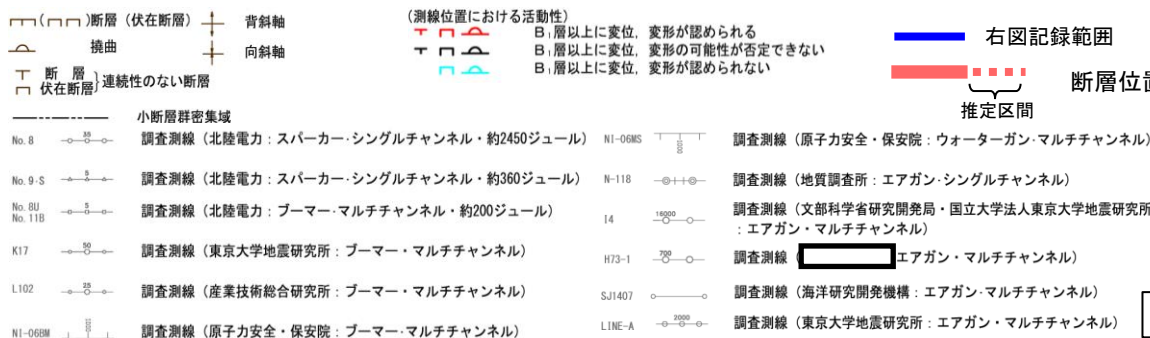 断層（伏在断層）
背斜軸
撓曲
向斜軸
断　層
伏在断層
連続性のない断層
小断層群密集域
(測線位置における活動性)
B₁層以上に変位，変形が認められる
B₁層以上に変位，変形の可能性が否定できない
B₁層以上に変位，変形が認められない
右図記録範囲
断層位置
推定区間
No. 8 35 調査測線（北陸電力：スパーカー・シングルチャンネル・約2450ジュール）
No. 9-S 5 調査測線（北陸電力：スパーカー・シングルチャンネル・約360ジュール）
No. 8U
No. 11B 5 調査測線（北陸電力：ブーマー・マルチチャンネル・約200ジュール）
K17 50 調査測線（東京大学地震研究所：ブーマー・マルチチャンネル）
L102 25 調査測線（産業技術総合研究所：ブーマー・マルチチャンネル）
NI-06BM 調査測線（原子力安全・保安院：ブーマー・マルチチャンネル）
NI-06MS 調査測線（原子力安全・保安院：ウォーターガン・マルチチャンネル）
N-118 調査測線（地質調査所：エアガン・シングルチャンネル）
I4 16000 調査測線（文部科学省研究開発局・国立大学法人東京大学地震研究所
：エアガン・マルチチャンネル）
H73-1 700 調査測線（ エアガン・マルチチャンネル）
SJ1407 調査測線（海洋研究開発機構：エアガン・マルチチャンネル）
LINE-A 2000 調査測線（東京大学地震研究所：エアガン・マルチチャンネル）